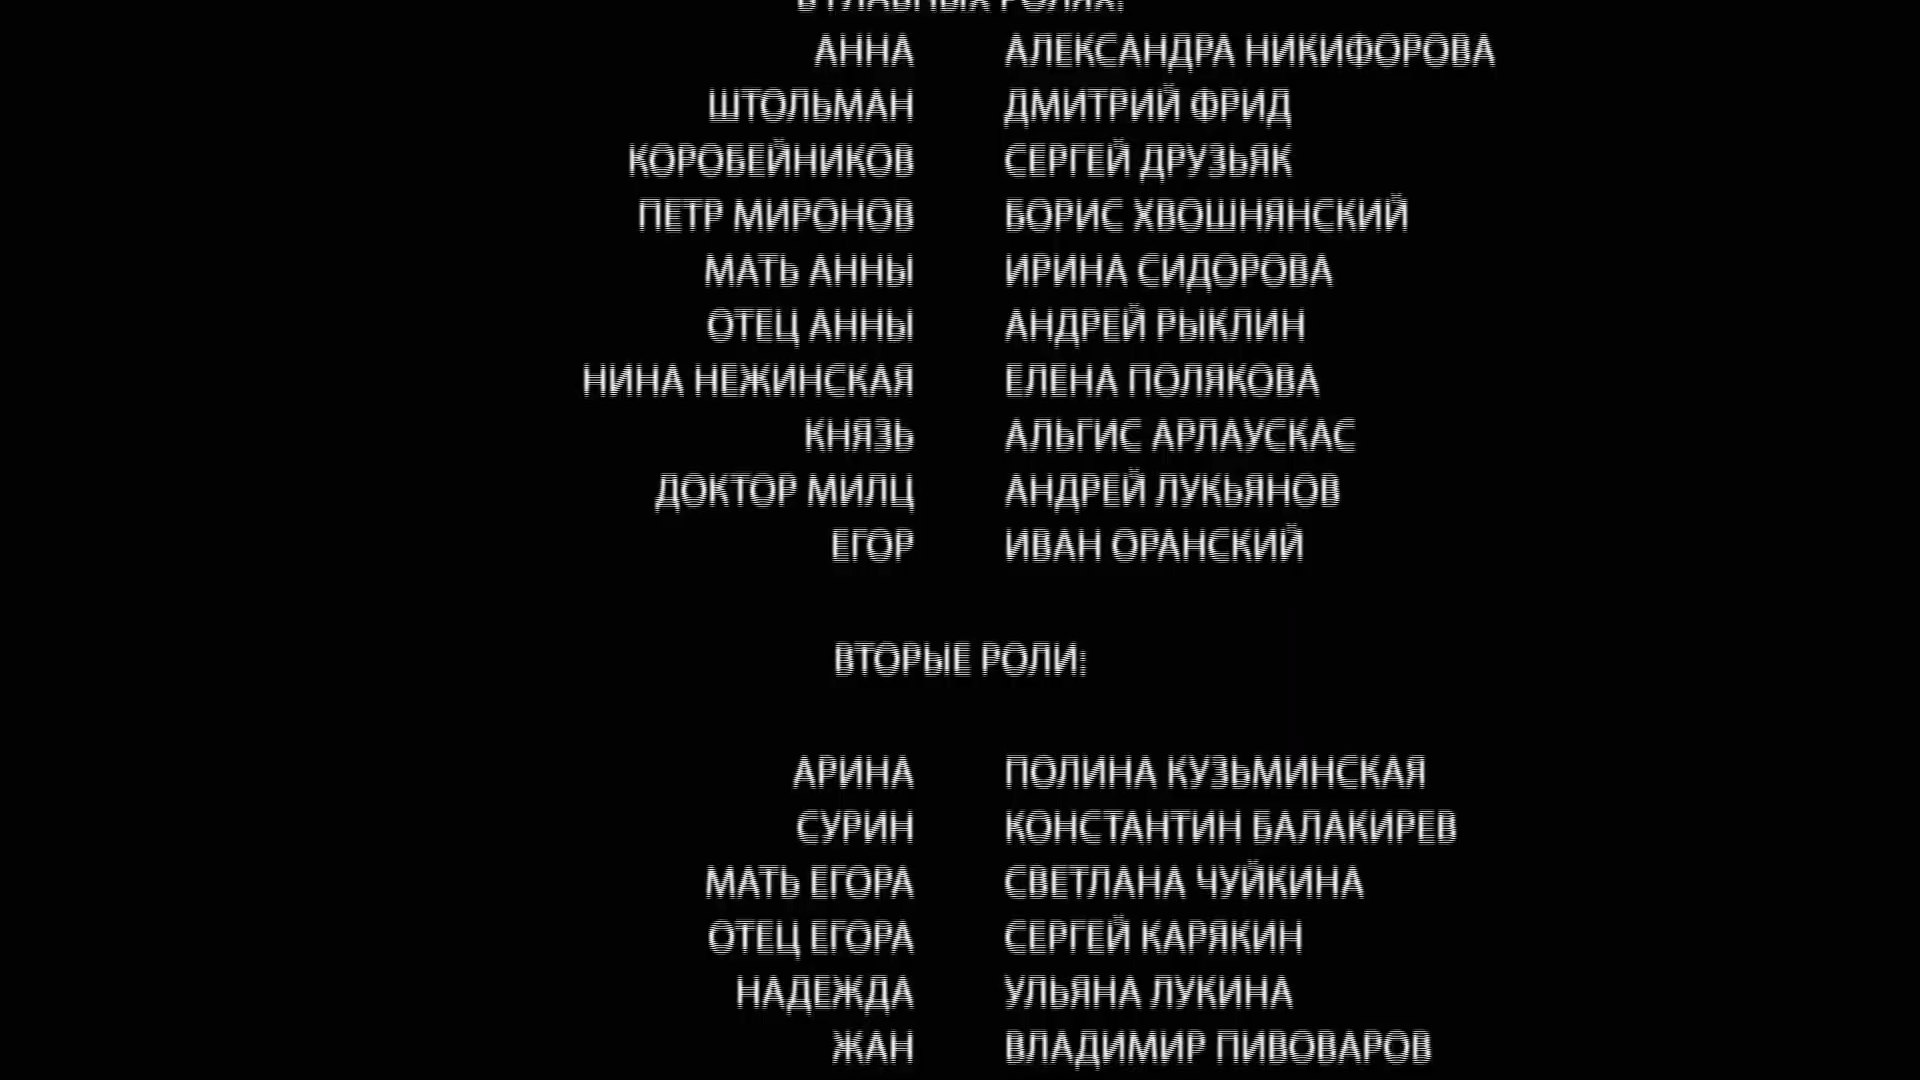 В ГЛАВНЫХ РОЛЯХ:
АННА АЛЕКСАНДРА НИКИФОРОВА
ШТОЛЬМАН ДМИТРИЙ ФРИД
КОРОБЕЙНИКОВ СЕРГЕЙ ДРУЗЬЯК
ПЕТР МИРОНОВ БОРИС ХВОШНЯНСКИЙ
МАТЬ АННЫ ИРИНА СИДОРОВА
ОТЕЦ АННЫ АНДРЕЙ РЫКЛИН
НИНА НЕЖИНСКАЯ ЕЛЕНА ПОЛЯКОВА
КНЯЗЬ АЛЬГИС АРЛАУСКАС
ДОКТОР МИЛЦ АНДРЕЙ ЛУКЬЯНОВ
ЕГОР ИВАН ОРАНСКИЙ
ВТОРЫЕ РОЛИ:
АРИНА ПОЛИНА КУЗЬМИНСКАЯ
СУРИН КОНСТАНТИН БАЛАКИРЕВ
МАТЬ ЕГОРА СВЕТЛАНА ЧУЙКИНА
ОТЕЦ ЕГОРА СЕРГЕЙ КАРЯКИН
НАДЕЖДА УЛЬЯНА ЛУКИНА
ЖАН ВЛАДИМИР ПИВОВАРОВ